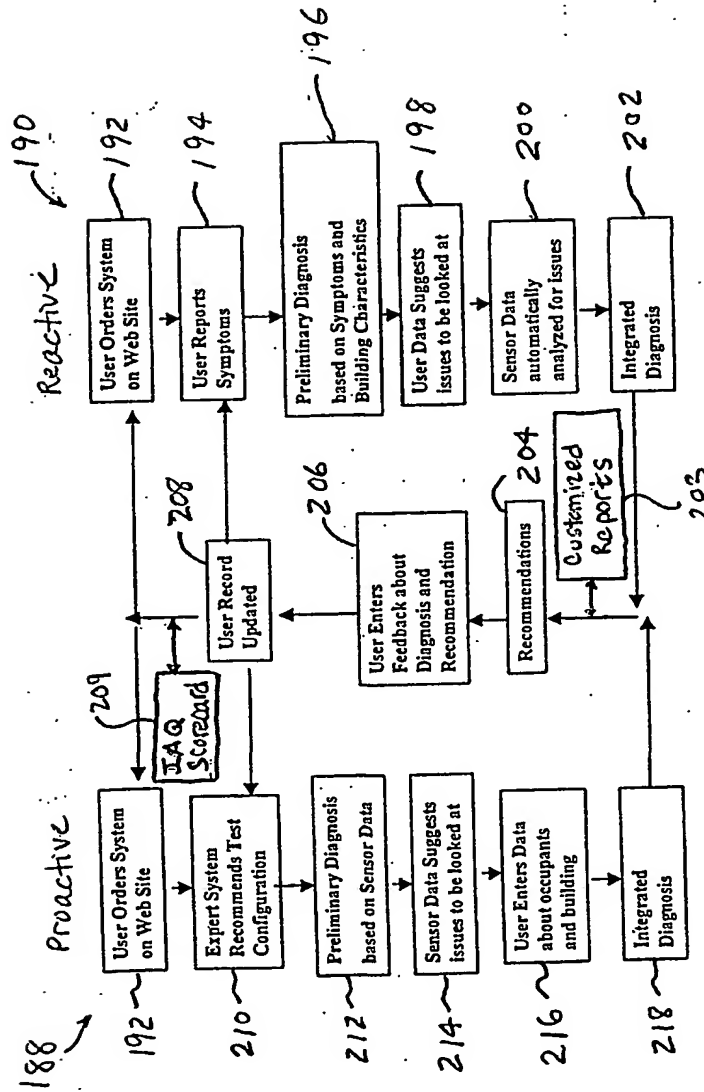 188
Proactive
192
User Orders System
on Web Site
210
Expert System
Recommends Test
Configuration
212
Preliminary Diagnosis
based on Sensor Data
214
Sensor Data Suggests
issues to be looked at
216
User Enters Data
about occupants
and building
218
Integrated
Diagnosis
209
IAQ
Scorecard
208
User Record
Updated
206
User Enters
Feedback about
Diagnosis and
Recommendation
204
Recommendations
Customized
Reports
203
Reactive
190
User Orders System
on Web Site
192
User Reports
Symptoms
194
Preliminary Diagnosis
based on Symptoms and
Building Characteristics
196
User Data Suggests
issues to be looked at
198
Sensor Data
automatically
analyzed for issues
200
Integrated
Diagnosis
202